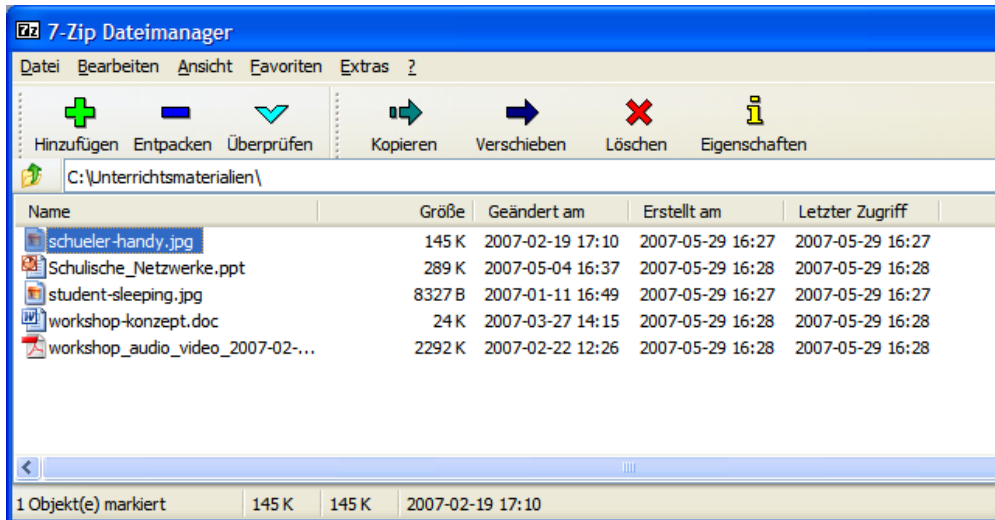 7z 7-Zip Dateimanager
Datei Bearbeiten Ansicht Favoriten Extras ?
Hinzufügen Entpacken Überprüfen Kopieren Verschieben Löschen Eigenschaften
C:\Unterrichtsmaterialien\
Name Größe Geändert am Erstellt am Letzter Zugriff
schueler-handy.jpg 145 K 2007-02-19 17:10 2007-05-29 16:27 2007-05-29 16:27
Schulische_Netzwerke.ppt 289 K 2007-05-04 16:37 2007-05-29 16:28 2007-05-29 16:28
student-sleeping.jpg 8327 B 2007-01-11 16:49 2007-05-29 16:27 2007-05-29 16:27
workshop-konzept.doc 24 K 2007-03-27 14:15 2007-05-29 16:28 2007-05-29 16:28
workshop_audio_video_2007-02-... 2292 K 2007-02-22 12:26 2007-05-29 16:28 2007-05-29 16:28
1 Objekt(e) markiert 145 K 145 K 2007-02-19 17:10